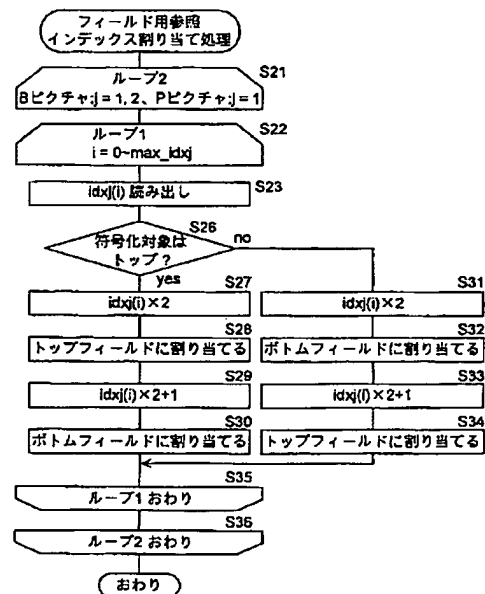 フィールド用参照
インデックス割り当て処理
S21
ループ2
Bピクチャ:j = 1, 2、Pピクチャ:j = 1
S22
ループ1
i = 0~max_idxj
S23
idxj(i) 読み出し
S26
符号化対象は
トップ?
no
yes
S27
idxj(i)×2
S28
トップフィールドに割り当てる
S29
idxj(i)×2+1
S30
ボトムフィールドに割り当てる
S31
idxj(i)×2
S32
ボトムフィールドに割り当てる
S33
idxj(i)×2+1
S34
トップフィールドに割り当てる
S35
ループ1 おわり
S36
ループ2 おわり
おわり